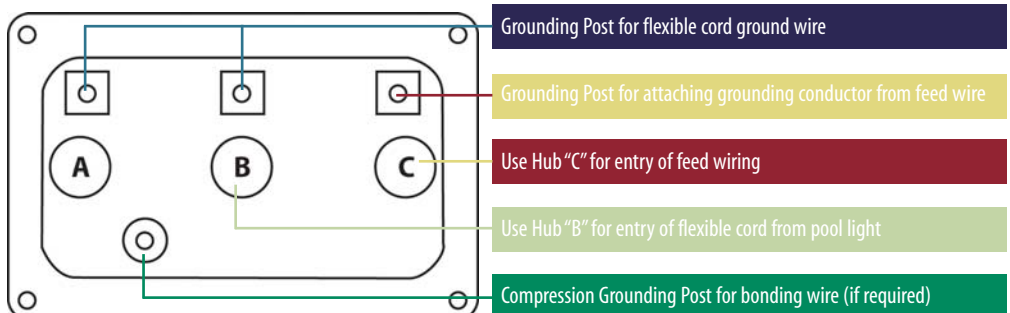 Grounding Post for flexible cord ground wire
Grounding Post for attaching grounding conductor from feed wire
A B C
Use Hub “C” for entry of feed wiring
Use Hub “B” for entry of flexible cord from pool light
Compression Grounding Post for bonding wire (if required)